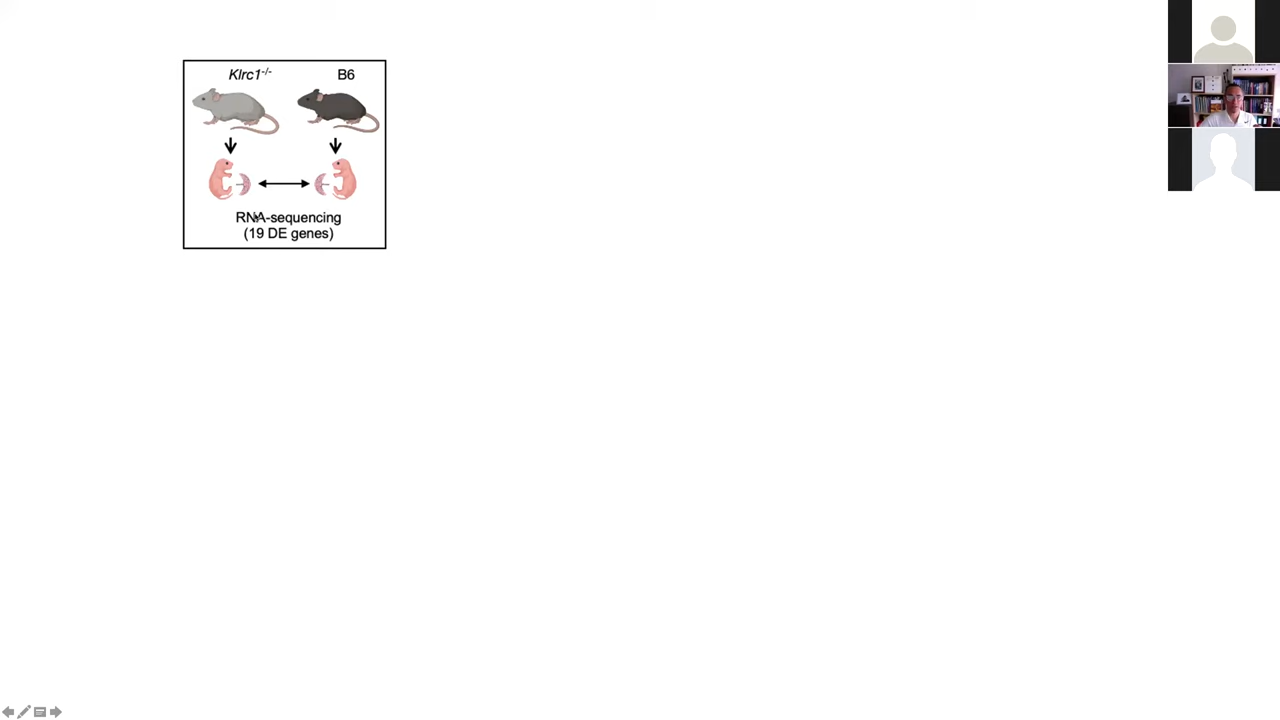 Klrc1-/-
B6
RNA-sequencing
(19 DE genes)